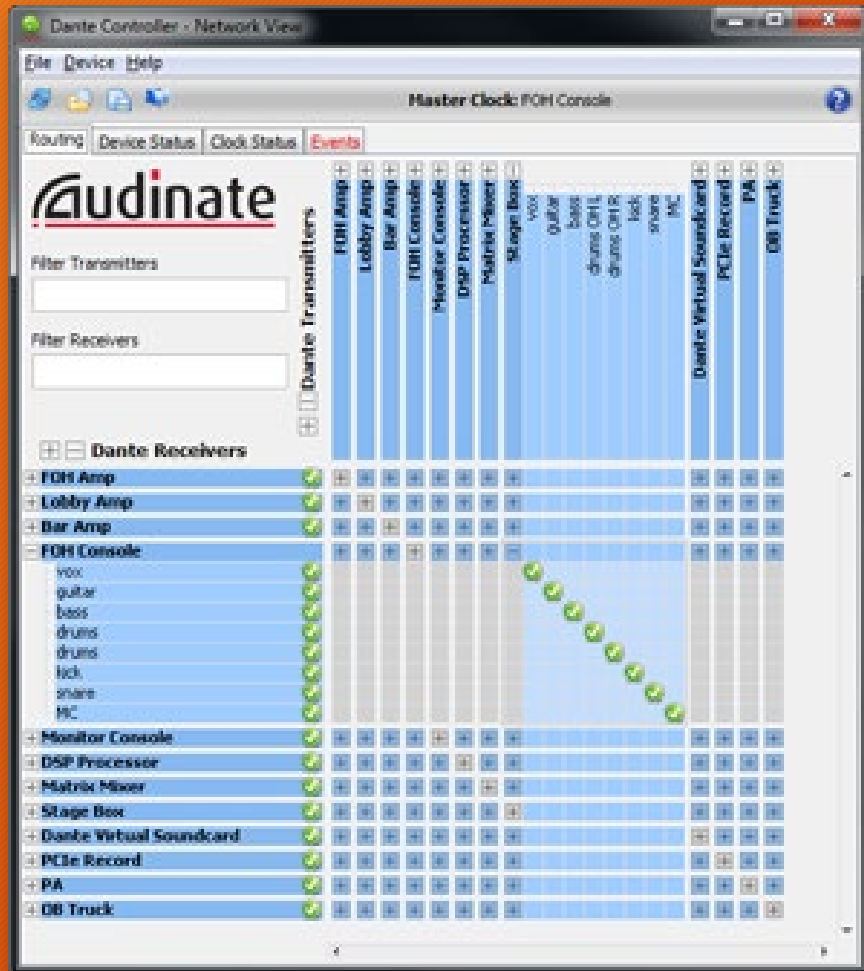 Dante Controller - Network View
File Device Help
Master Clock: FOH Console
Routing Device Status Clock Status Events
Audinate
Filter Transmitters
Filter Receivers
Dante Transmitters
FOH Amp
Lobby Amp
Bar Amp
FOH Console
Monitor Console
DSP Processor
Matrix Mixer
Stage Box
vox
guitar
bass
drums OH L
drums OH R
kick
snare
MC
Dante Virtual Soundcard
PCIe Record
PA
OB Truck
Dante Receivers
FOH Amp
Lobby Amp
Bar Amp
FOH Console
vox
guitar
bass
drums
drums
kick
snare
MC
Monitor Console
DSP Processor
Matrix Mixer
Stage Box
Dante Virtual Soundcard
PCIe Record
PA
OB Truck